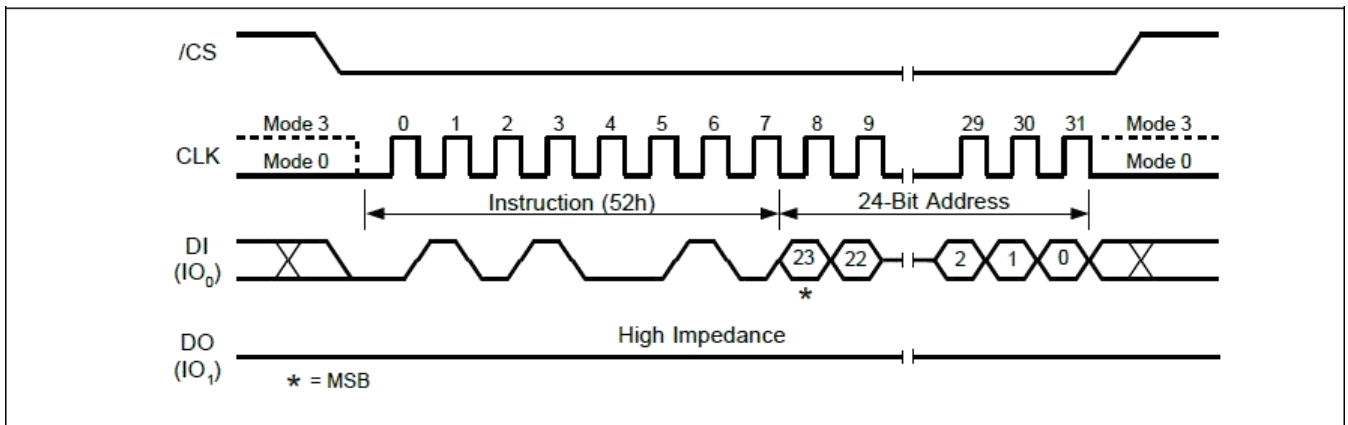 /CS
Mode 3 0 1 2 3 4 5 6 7 8 9 29 30 31 Mode 3
CLK
Mode 0 Mode 0
Instruction (52h) 24-Bit Address
DI
(IO₀)
23 22 2 1 0
*
High Impedance
DO
(IO₁)
* = MSB